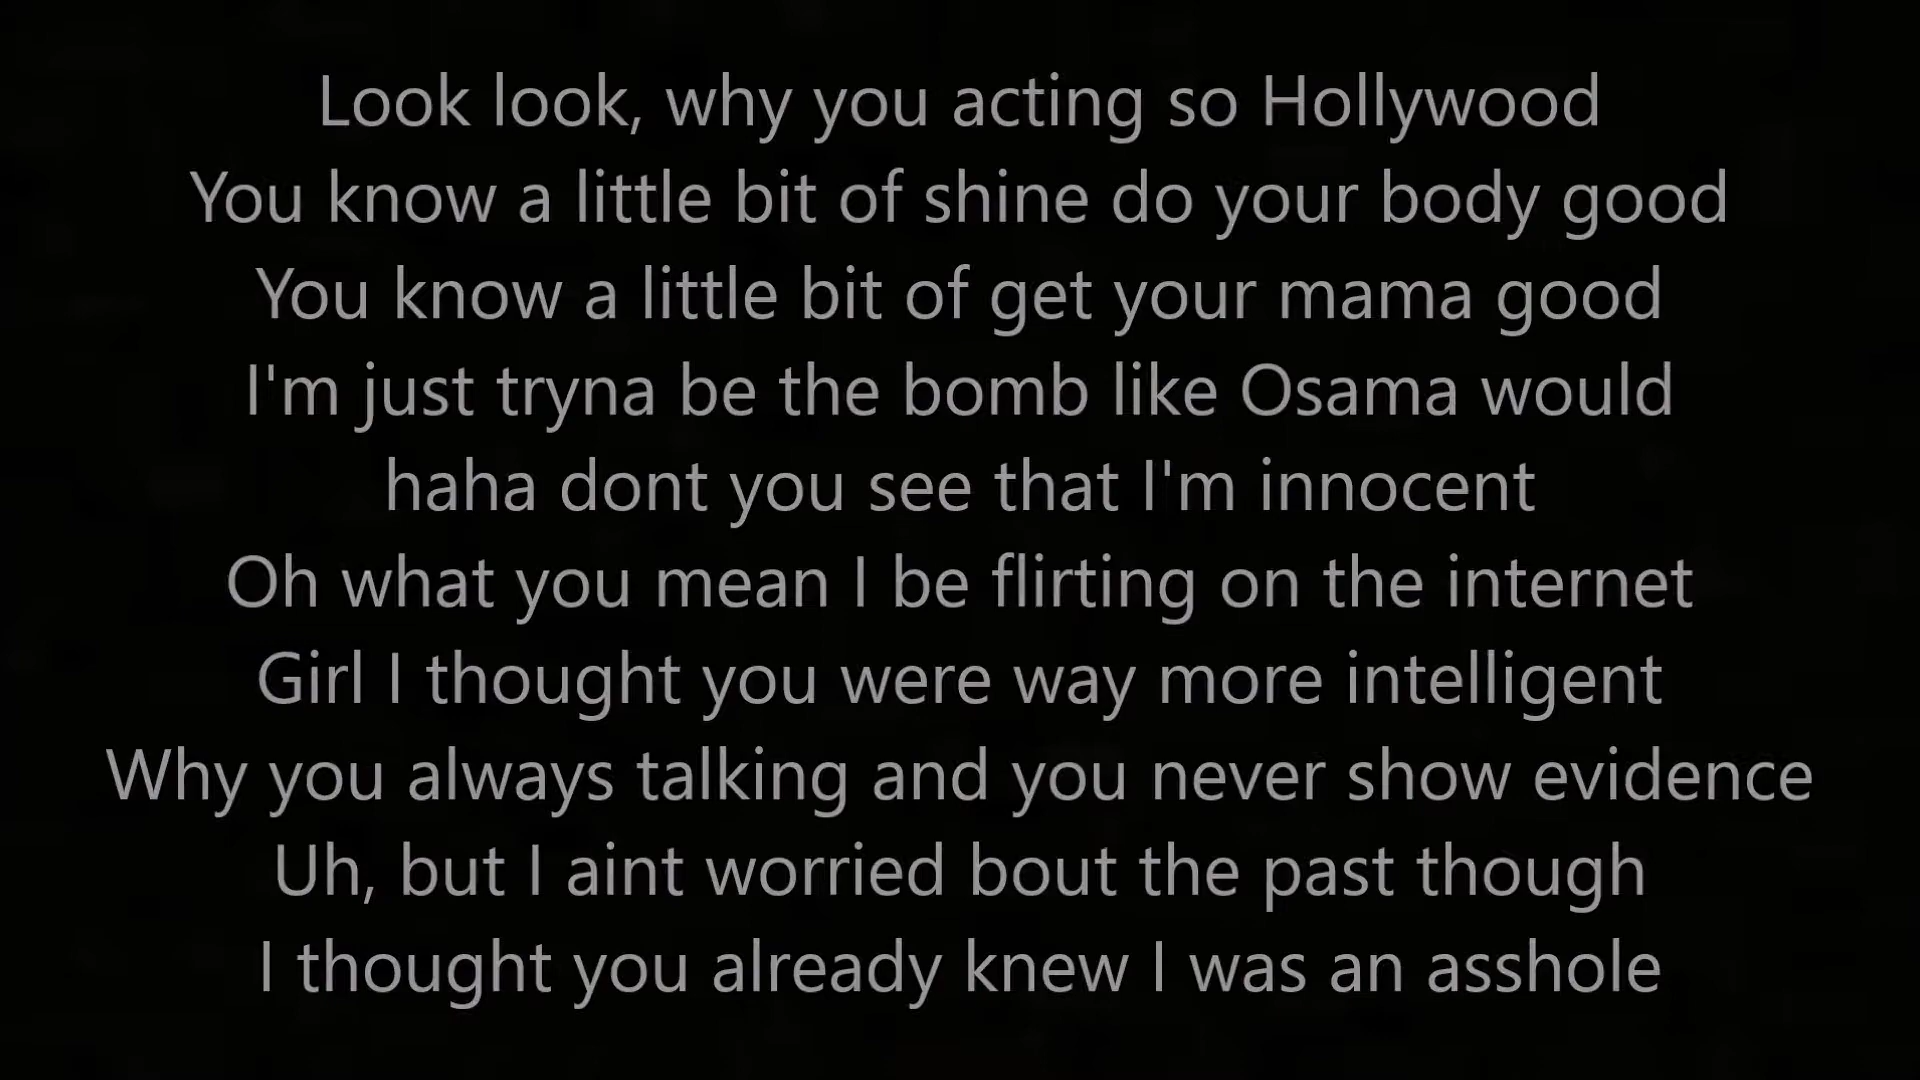 Look look, why you acting so Hollywood
You know a little bit of shine do your body good
You know a little bit of get your mama good
I'm just tryna be the bomb like Osama would
haha dont you see that I'm innocent
Oh what you mean I be flirting on the internet
Girl I thought you were way more intelligent
Why you always talking and you never show evidence
Uh, but I aint worried bout the past though
I thought you already knew I was an asshole